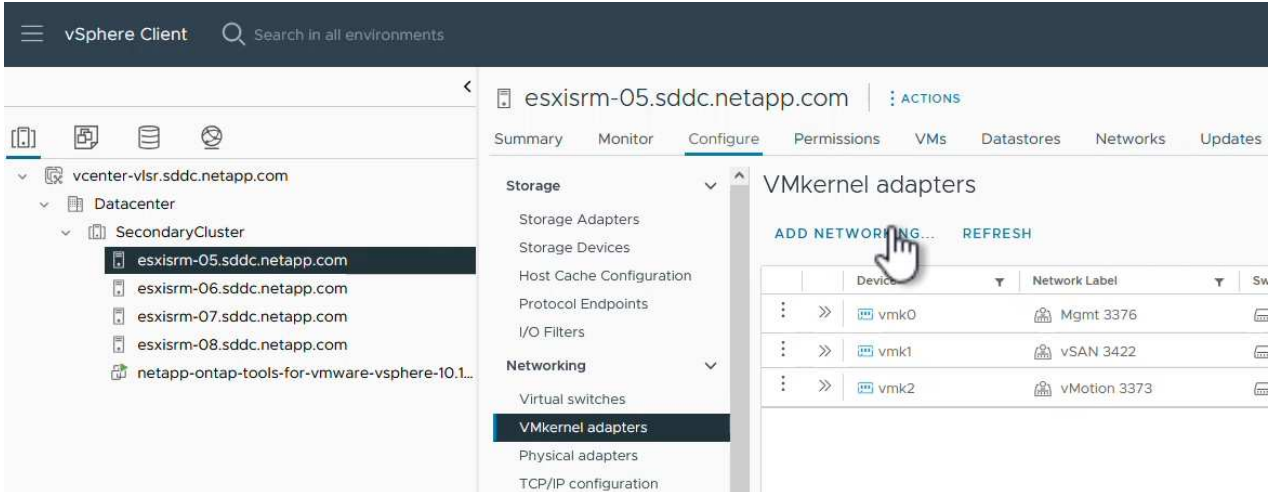 vSphere Client
Search in all environments
vcenter-vlsr.sddc.netapp.com
Datacenter
SecondaryCluster
esxisrm-05.sddc.netapp.com
esxisrm-06.sddc.netapp.com
esxisrm-07.sddc.netapp.com
esxisrm-08.sddc.netapp.com
netapp-ontap-tools-for-vmware-vsphere-10.1...
esxisrm-05.sddc.netapp.com ACTIONS
Summary Monitor Configure Permissions VMs Datastores Networks Updates
Storage
Storage Adapters
Storage Devices
Host Cache Configuration
Protocol Endpoints
I/O Filters
Networking
Virtual switches
VMkernel adapters
Physical adapters
TCP/IP configuration
VMkernel adapters
ADD NETWORKING... REFRESH
Device Network Label Sw
vmk0 Mgmt 3376
vmk1 vSAN 3422
vmk2 vMotion 3373